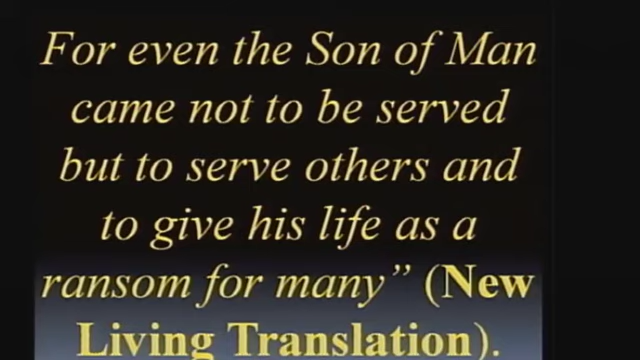 For even the Son of Man
came not to be served
but to serve others and
to give his life as a
ransom for many” (New
Living Translation).